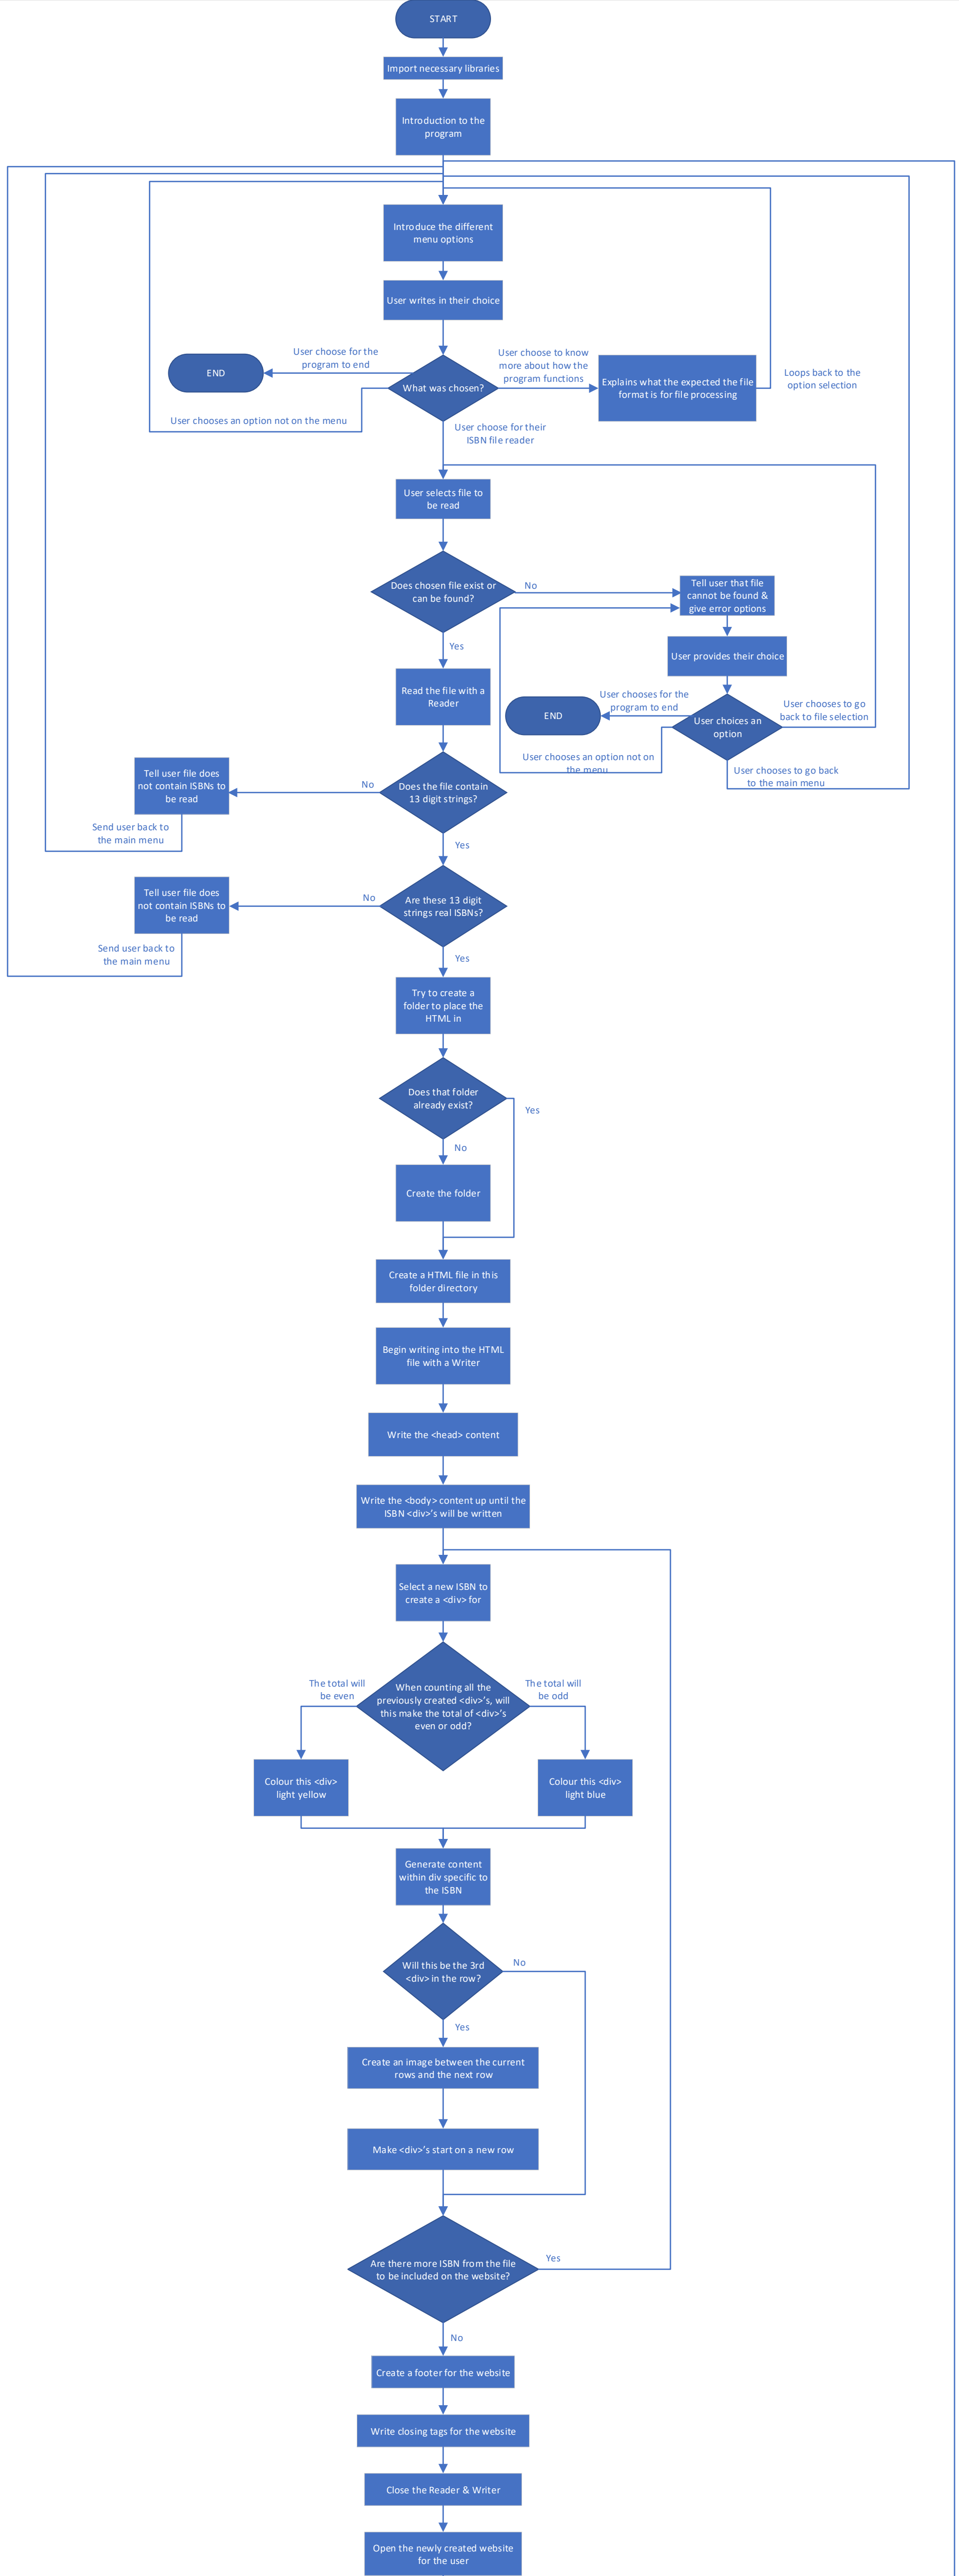 START
Import necessary libraries
Introduction to the
program
Introduce the different
menu options
User writes in their choice
User choose for the
program to end
END
What was chosen?
User choose to know
more about how the
program functions
Explains what the expected the file
format is for file processing
Loops back to the
option selection
User chooses an option not on the menu
User choose for their
ISBN file reader
User selects file to
be read
Does chosen file exist or
can be found?
No
Tell user that file
cannot be found &
give error options
Yes
User provides their choice
Read the file with a
Reader
User chooses for the
program to end
END
User choices an
option
User chooses to go
back to file selection
User chooses an option not on
the menu
User chooses to go back
to the main menu
Does the file contain
13 digit strings?
No
Tell user file does
not contain ISBNs to
be read
Send user back to
the main menu
Yes
Are these 13 digit
strings real ISBNs?
No
Tell user file does
not contain ISBNs to
be read
Send user back to
the main menu
Yes
Try to create a
folder to place the
HTML in
Does that folder
already exist?
Yes
No
Create the folder
Create a HTML file in this
folder directory
Begin writing into the HTML
file with a Writer
Write the <head> content
Write the <body> content up until the
ISBN <div>'s will be written
Select a new ISBN to
create a <div> for
When counting all the
previously created <div>'s, will
this make the total of <div>'s
even or odd?
The total will
be even
The total will
be odd
Colour this <div>
light yellow
Colour this <div>
light blue
Generate content
within div specific to
the ISBN
Will this be the 3rd
<div> in the row?
No
Yes
Create an image between the current
rows and the next row
Make <div>'s start on a new row
Are there more ISBN from the file
to be included on the website?
Yes
No
Create a footer for the website
Write closing tags for the website
Close the Reader & Writer
Open the newly created website
for the user